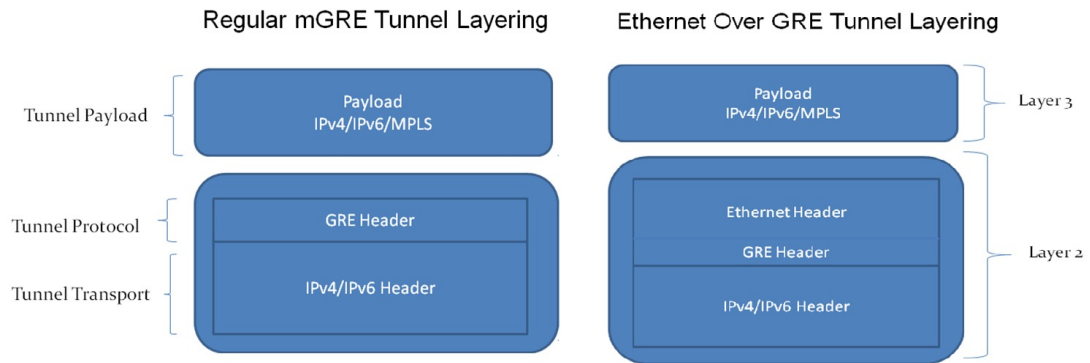 Regular mGRE Tunnel Layering
Tunnel Payload
Payload
IPv4/IPv6/MPLS
Tunnel Protocol
GRE Header
Tunnel Transport
IPv4/IPv6 Header
Ethernet Over GRE Tunnel Layering
Payload
IPv4/IPv6/MPLS
Layer 3
Ethernet Header
GRE Header
Layer 2
IPv4/IPv6 Header